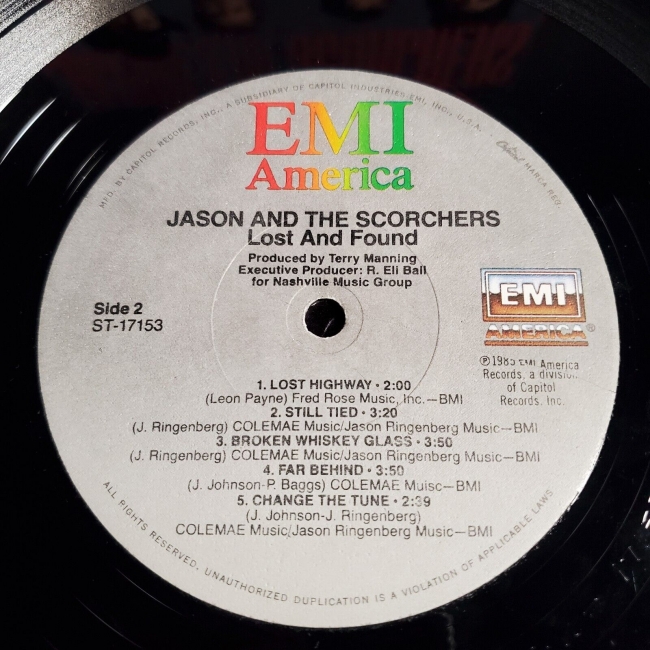 MFD. BY CAPITOL RECORDS, INC., A SUBSIDIARY OF CAPITOL INDUSTRIES-EMI, INC., U.S.A.
Capitol MARCA REG.
EMI
America
JASON AND THE SCORCHERS
Lost And Found
Produced by Terry Manning
Executive Producer: R. Eli Ball
for Nashville Music Group
Side 2
ST-17153
EMI
AMERICA®
℗1985 EMI America
Records, a division
of Capitol
Records, Inc.
1. LOST HIGHWAY • 2:00
(Leon Payne) Fred Rose Music, Inc.—BMI
2. STILL TIED • 3:20
(J. Ringenberg) COLEMAE Music/Jason Ringenberg Music—BMI
3. BROKEN WHISKEY GLASS • 3:50
(J. Ringenberg) COLEMAE Music/Jason Ringenberg Music—BMI
4. FAR BEHIND • 3:50
(J. Johnson-P. Baggs) COLEMAE Muisc—BMI
5. CHANGE THE TUNE • 2:39
(J. Johnson-J. Ringenberg)
COLEMAE Music/Jason Ringenberg Music—BMI
ALL RIGHTS RESERVED. UNAUTHORIZED DUPLICATION IS A VIOLATION OF APPLICABLE LAWS